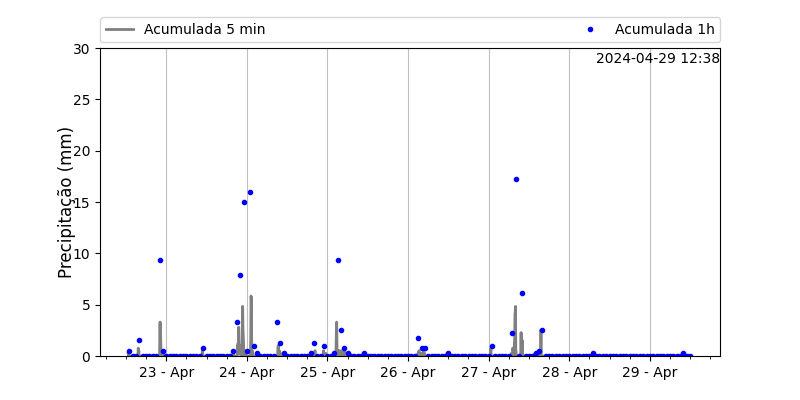 Acumulada 5 min
Acumulada 1h
2024-04-29 12:38
Precipitação (mm)
30
25
20
15
10
5
0
23 - Apr
24 - Apr
25 - Apr
26 - Apr
27 - Apr
28 - Apr
29 - Apr